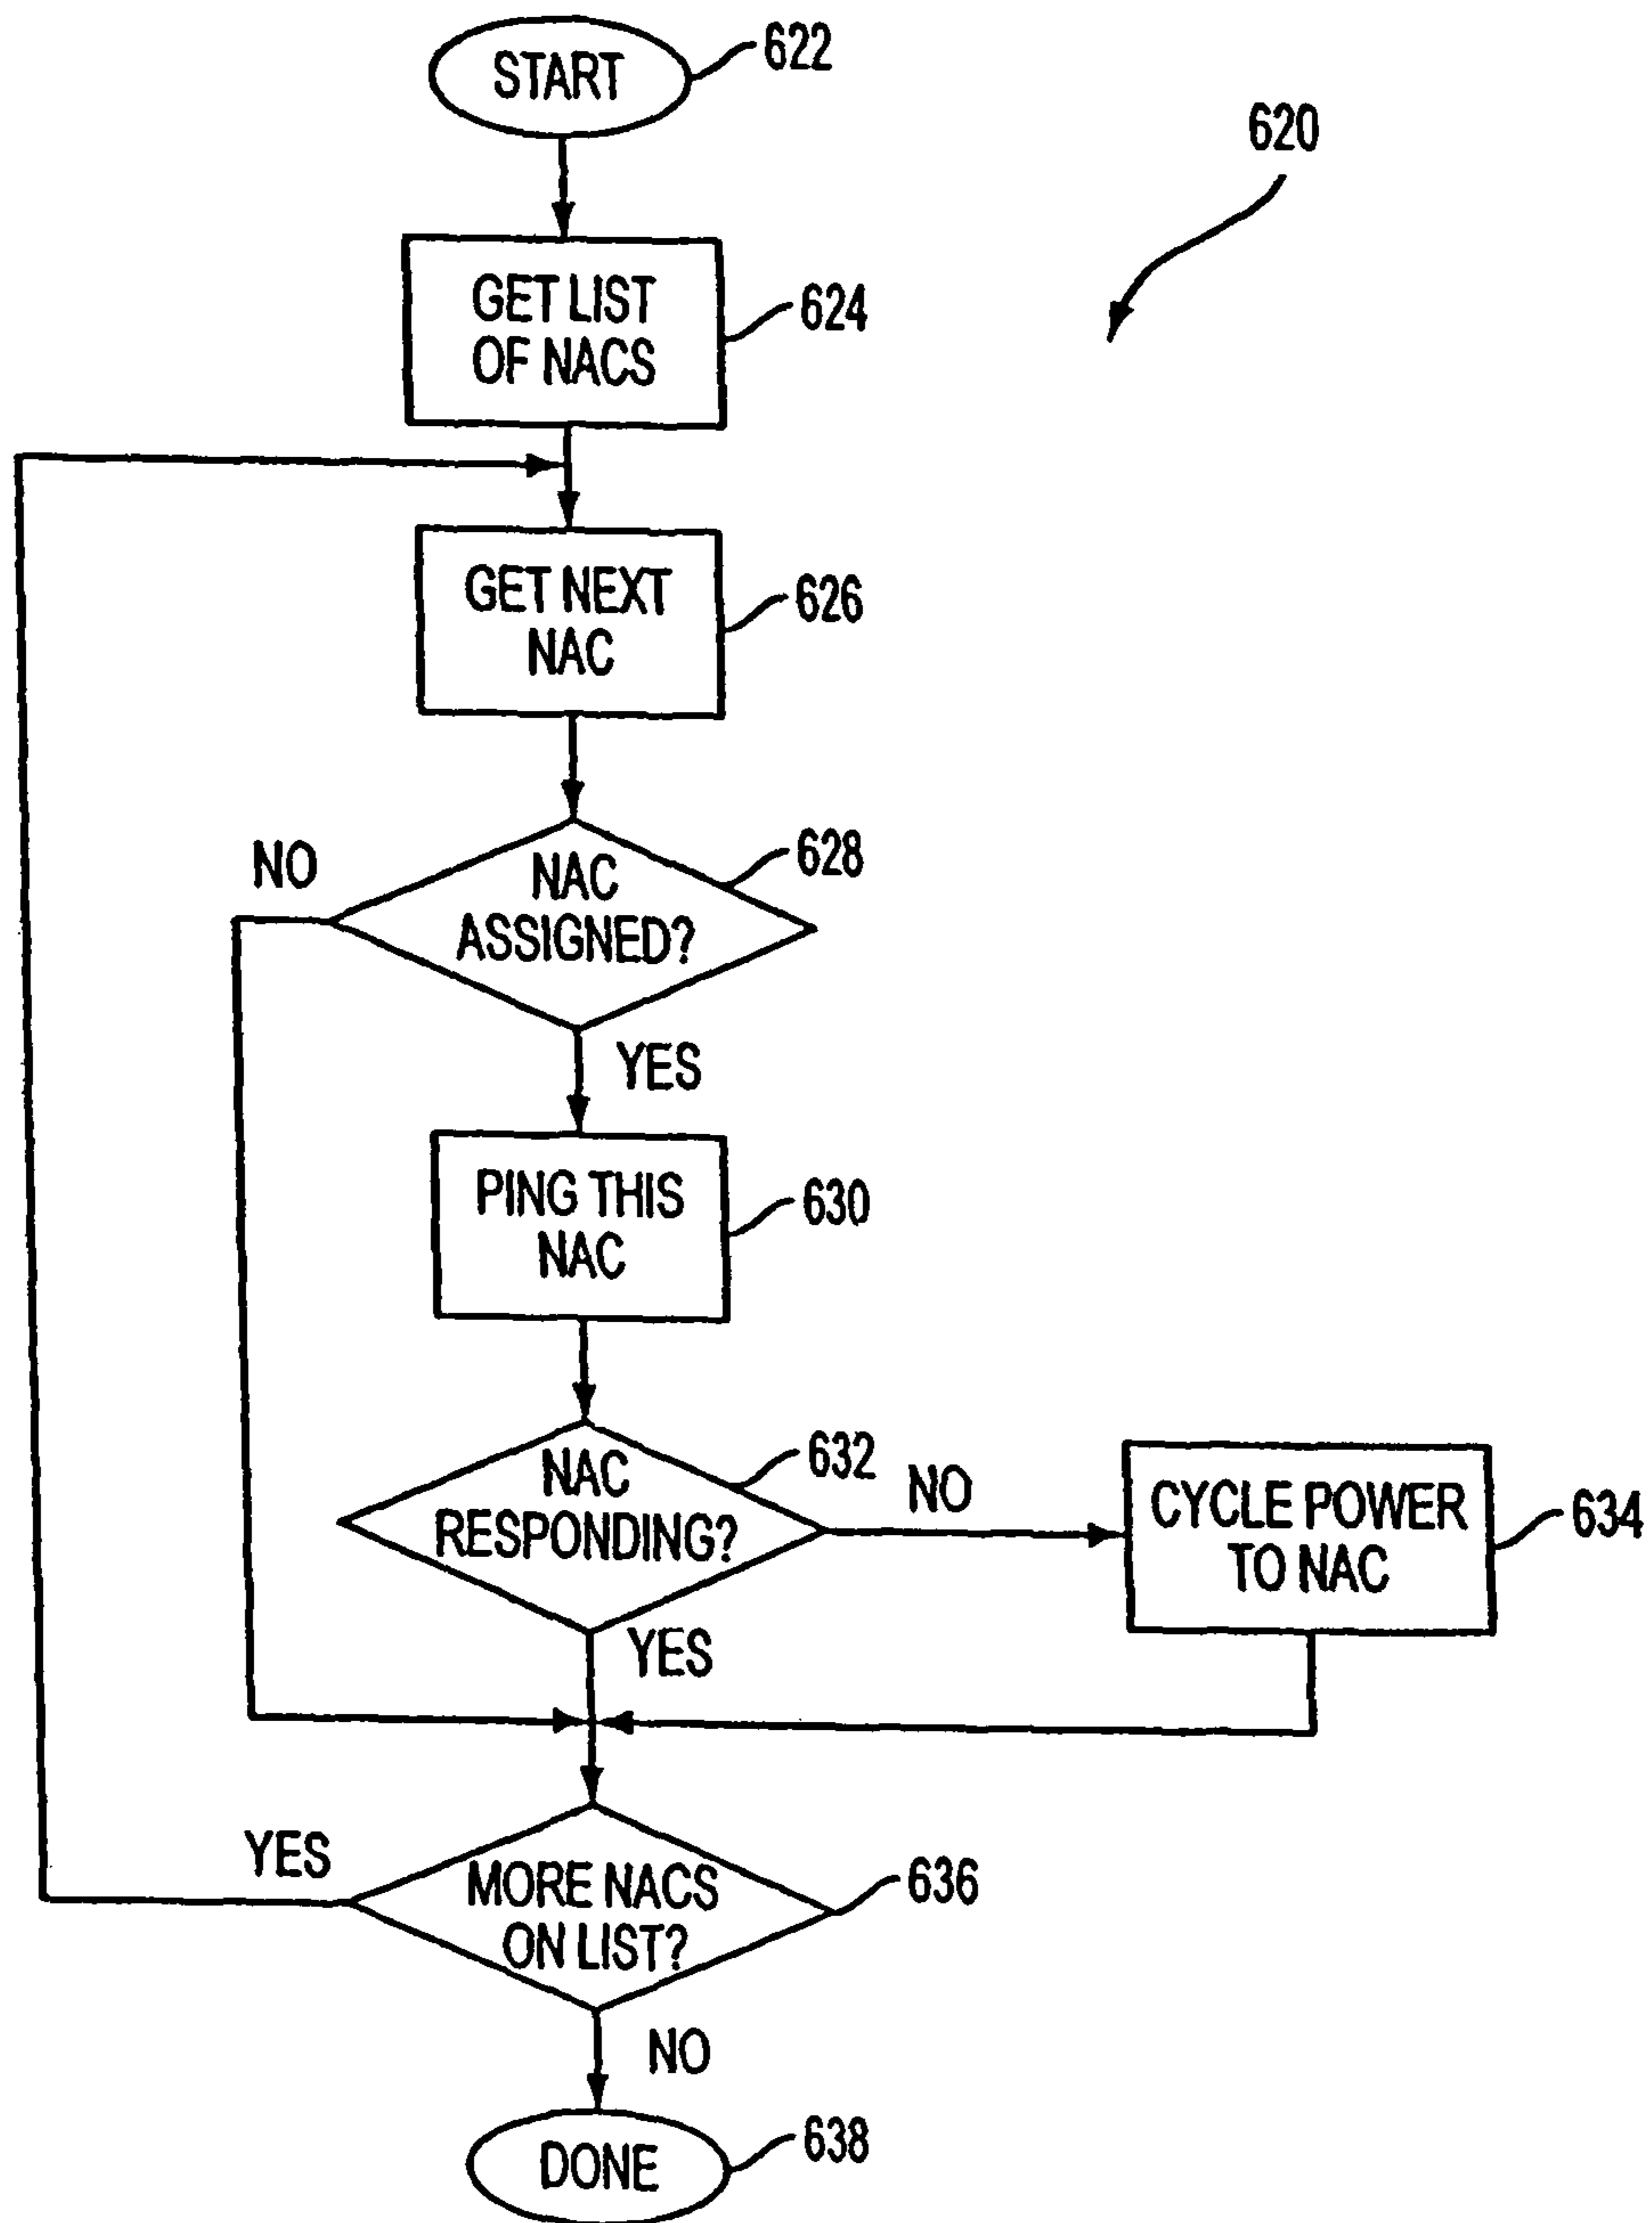 START
622
620
GET LIST
OF NACS
624
GET NEXT
NAC
626
NO
NAC
ASSIGNED?
628
YES
PING THIS
NAC
630
NAC
RESPONDING?
632
NO
CYCLE POWER
TO NAC
634
YES
YES
MORE NACS
ON LIST?
636
NO
DONE
638